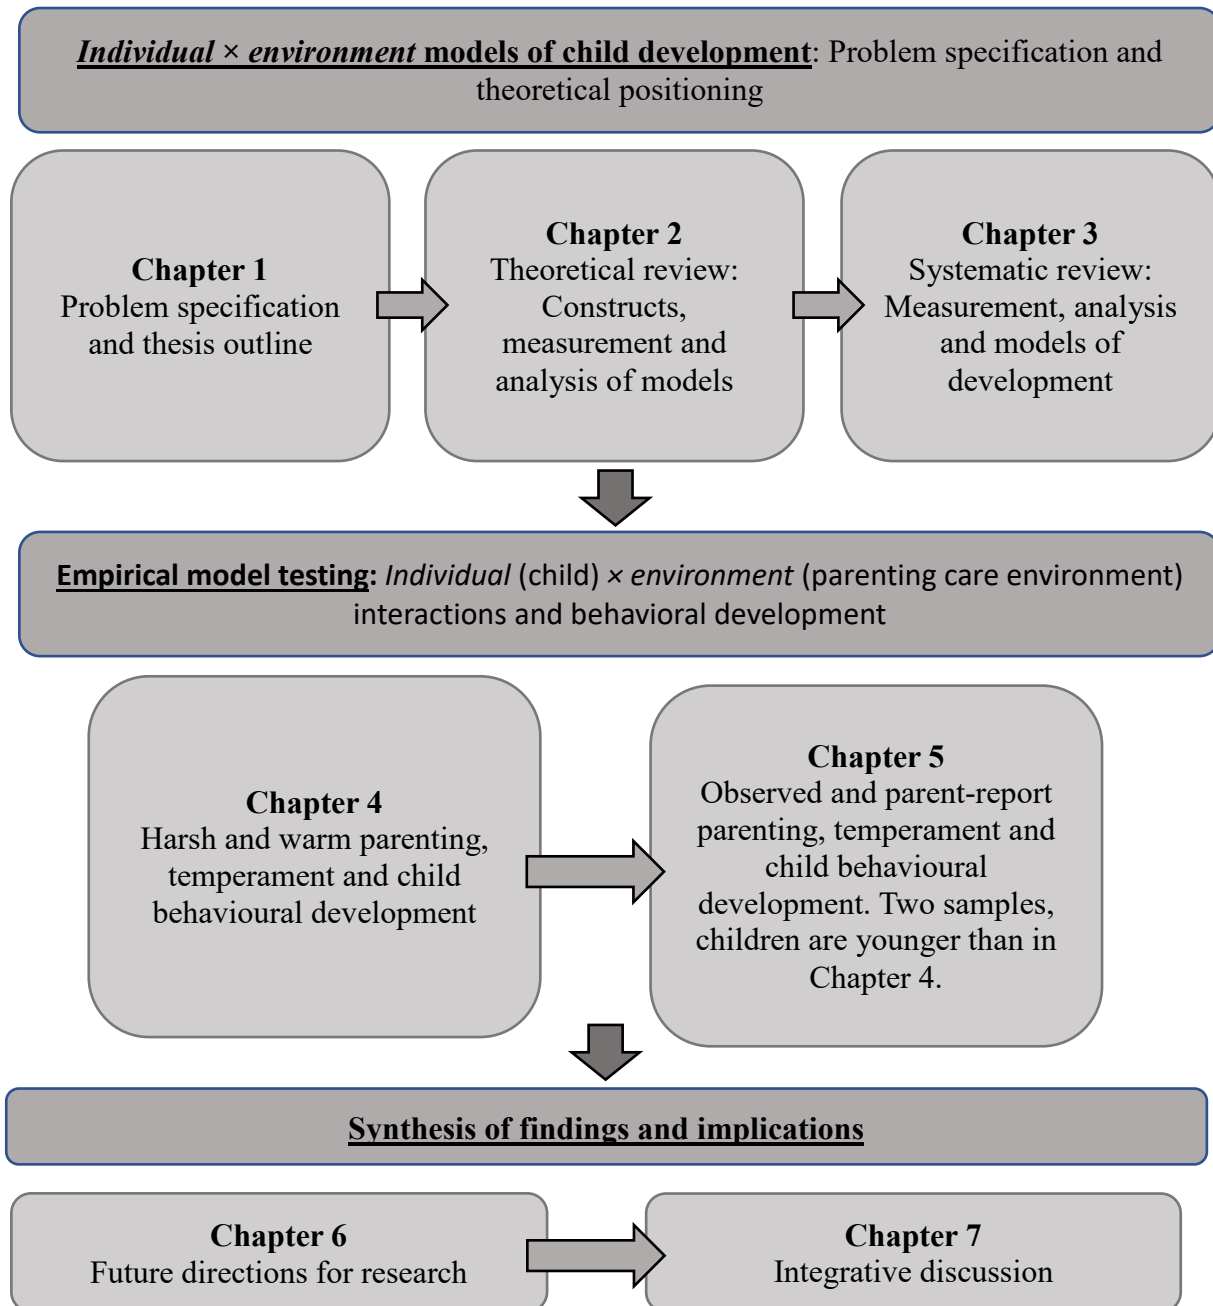 Individual × environment models of child development: Problem specification and
theoretical positioning
Chapter 1
Problem specification
and thesis outline
Chapter 2
Theoretical review:
Constructs,
measurement and
analysis of models
Chapter 3
Systematic review:
Measurement, analysis
and models of
development
Empirical model testing: Individual (child) × environment (parenting care environment)
interactions and behavioral development
Chapter 4
Harsh and warm parenting,
temperament and child
behavioural development
Chapter 5
Observed and parent-report
parenting, temperament and
child behavioural
development. Two samples,
children are younger than in
Chapter 4.
Synthesis of findings and implications
Chapter 6
Future directions for research
Chapter 7
Integrative discussion